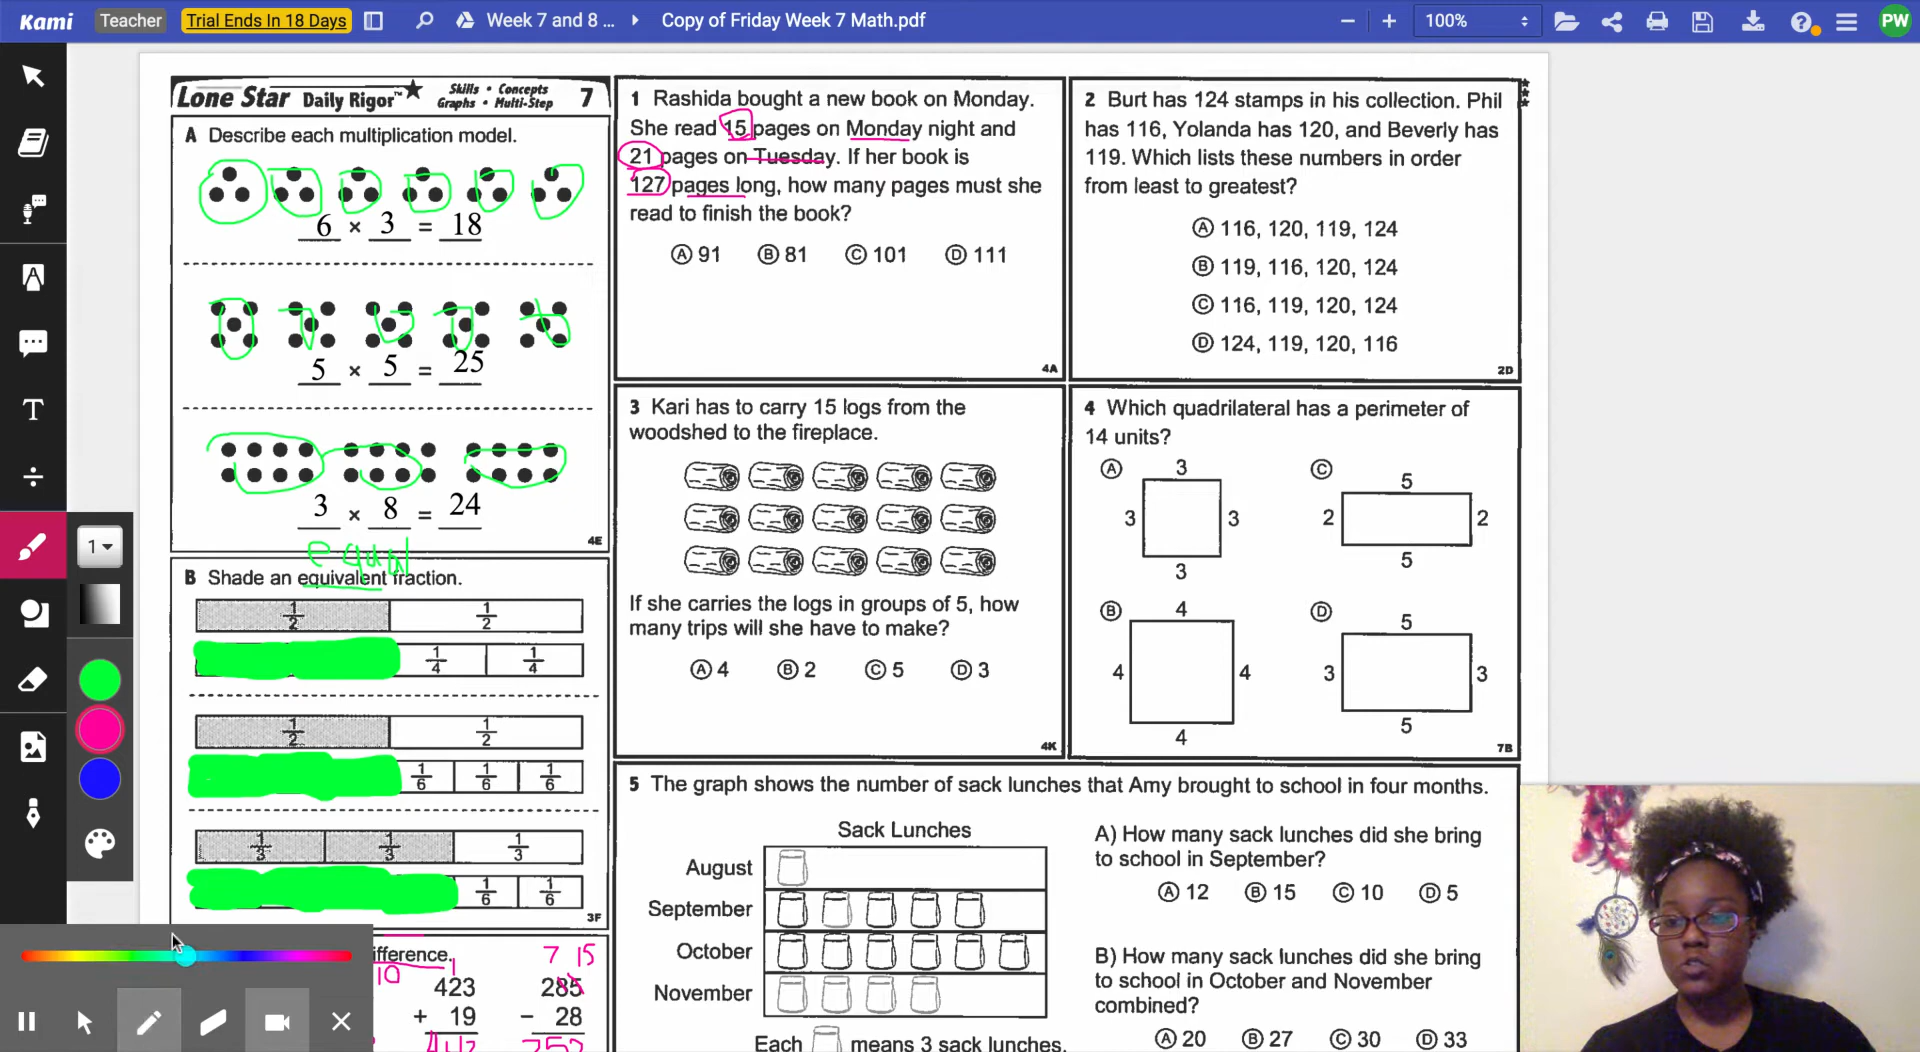 Kami Teacher Trial Ends In 18 Days Week 7 and 8 ... Copy of Friday Week 7 Math.pdf 100% PW
Lone Star Daily Rigor™ Skills • Concepts
Graphs • Multi-Step 7
A Describe each multiplication model.
6 × 3 = 18
5 × 5 = 25
3 × 8 = 24
4E
equal
B Shade an equivalent fraction.
1/2 1/2
1/4 1/4
1/2 1/2
1/6 1/6 1/6
1/3 1/3 1/3
1/6 1/6
3F
ifference.
7 15
10 1
423 285
+ 19 - 28
442
1 Rashida bought a new book on Monday.
She read 15 pages on Monday night and
21 pages on Tuesday. If her book is
127 pages long, how many pages must she
read to finish the book?
A 91 B 81 C 101 D 111
4A
2 Burt has 124 stamps in his collection. Phil
has 116, Yolanda has 120, and Beverly has
119. Which lists these numbers in order
from least to greatest?
A 116, 120, 119, 124
B 119, 116, 120, 124
C 116, 119, 120, 124
D 124, 119, 120, 116
2D
3 Kari has to carry 15 logs from the
woodshed to the fireplace.
If she carries the logs in groups of 5, how
many trips will she have to make?
A 4 B 2 C 5 D 3
4K
4 Which quadrilateral has a perimeter of
14 units?
A 3 3 3 3
C 5 2 2 5
B 4 4 4 4
D 5 3 3 5
7B
5 The graph shows the number of sack lunches that Amy brought to school in four months.
Sack Lunches
August
September
October
November
Each means 3 sack lunches.
A) How many sack lunches did she bring
to school in September?
A 12 B 15 C 10 D 5
B) How many sack lunches did she bring
to school in October and November
combined?
A 20 B 27 C 30 D 33
T
1